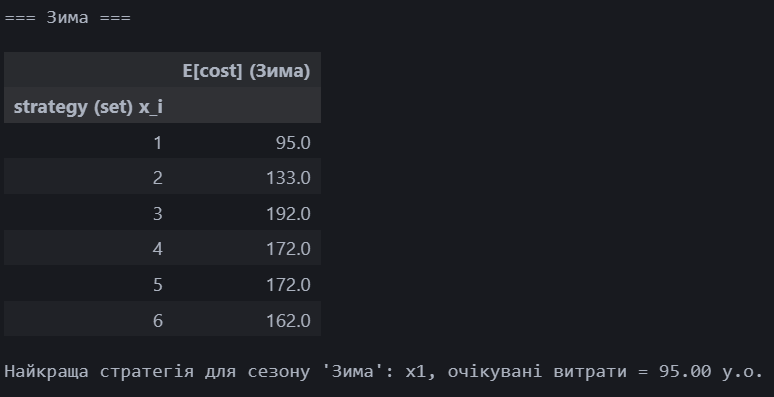 === Зима ===
E[cost] (Зима)
strategy (set) x_i
1 95.0
2 133.0
3 192.0
4 172.0
5 172.0
6 162.0
Найкраща стратегія для сезону 'Зима': x1, очікувані витрати = 95.00 у.о.